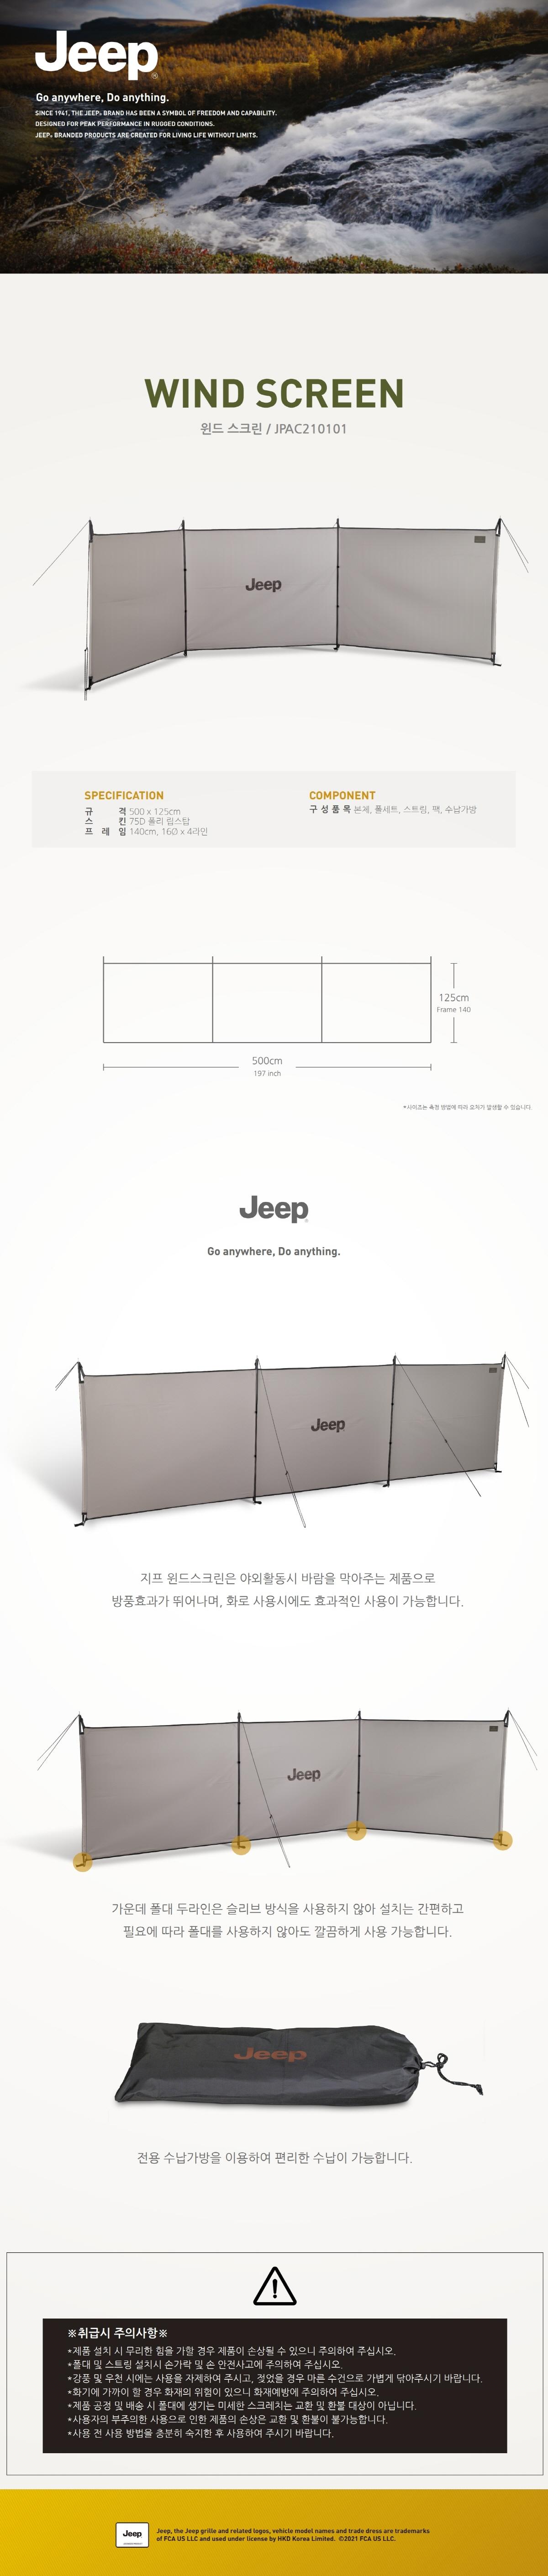 Jeep
Go anywhere, Do anything.
SINCE 1941, THE JEEP® BRAND HAS BEEN A SYMBOL OF FREEDOM AND CAPABILITY.
DESIGNED FOR PEAK PERFORMANCE IN RUGGED CONDITIONS.
JEEP® BRANDED PRODUCTS ARE CREATED FOR LIVING LIFE WITHOUT LIMITS.
WIND SCREEN
윈드 스크린 / JPAC210101
Jeep
SPECIFICATION
규 격 500 x 125cm
스 킨 75D 폴리 립스탑
프 레 임 140cm, 16Ø x 4라인
COMPONENT
구 성 품 목 본체, 폴세트, 스트링, 팩, 수납가방
125cm
Frame 140
500cm
197 inch
*사이즈는 측정 방법에 따라 오차가 발생할 수 있습니다
Jeep
Go anywhere, Do anything.
Jeep
지프 윈드스크린은 야외활동시 바람을 막아주는 제품으로
방풍효과가 뛰어나며, 화로 사용시에도 효과적인 사용이 가능합니다.
Jeep
가운데 폴대 두라인은 슬리브 방식을 사용하지 않아 설치는 간편하고
필요에 따라 폴대를 사용하지 않아도 깔끔하게 사용 가능합니다.
Jeep
전용 수납가방을 이용하여 편리한 수납이 가능합니다.
※취급시 주의사항※
*제품 설치 시 무리한 힘을 가할 경우 제품이 손상될 수 있으니 주의하여 주십시오.
*폴대 및 스트링 설치시 손가락 및 손 안전사고에 주의하여 주십시오.
*강풍 및 우천 시에는 사용을 자제하여 주시고, 젖었을 경우 마른 수건으로 가볍게 닦아주시기 바랍니다.
*화기에 가까이 할 경우 화재의 위험이 있으니 화재예방에 주의하여 주십시오.
*제품 공정 및 배송 시 폴대에 생기는 미세한 스크레치는 교환 및 환불 대상이 아닙니다.
*사용자의 부주의한 사용으로 인한 제품의 손상은 교환 및 환불이 불가능합니다.
*사용 전 사용 방법을 충분히 숙지한 후 사용하여 주시기 바랍니다.
Jeep
Jeep, the Jeep grille and related logos, vehicle model names and trade dress are trademarks
of FCA US LLC and used under license by HKD Korea Limited. ©2021 FCA US LLC.